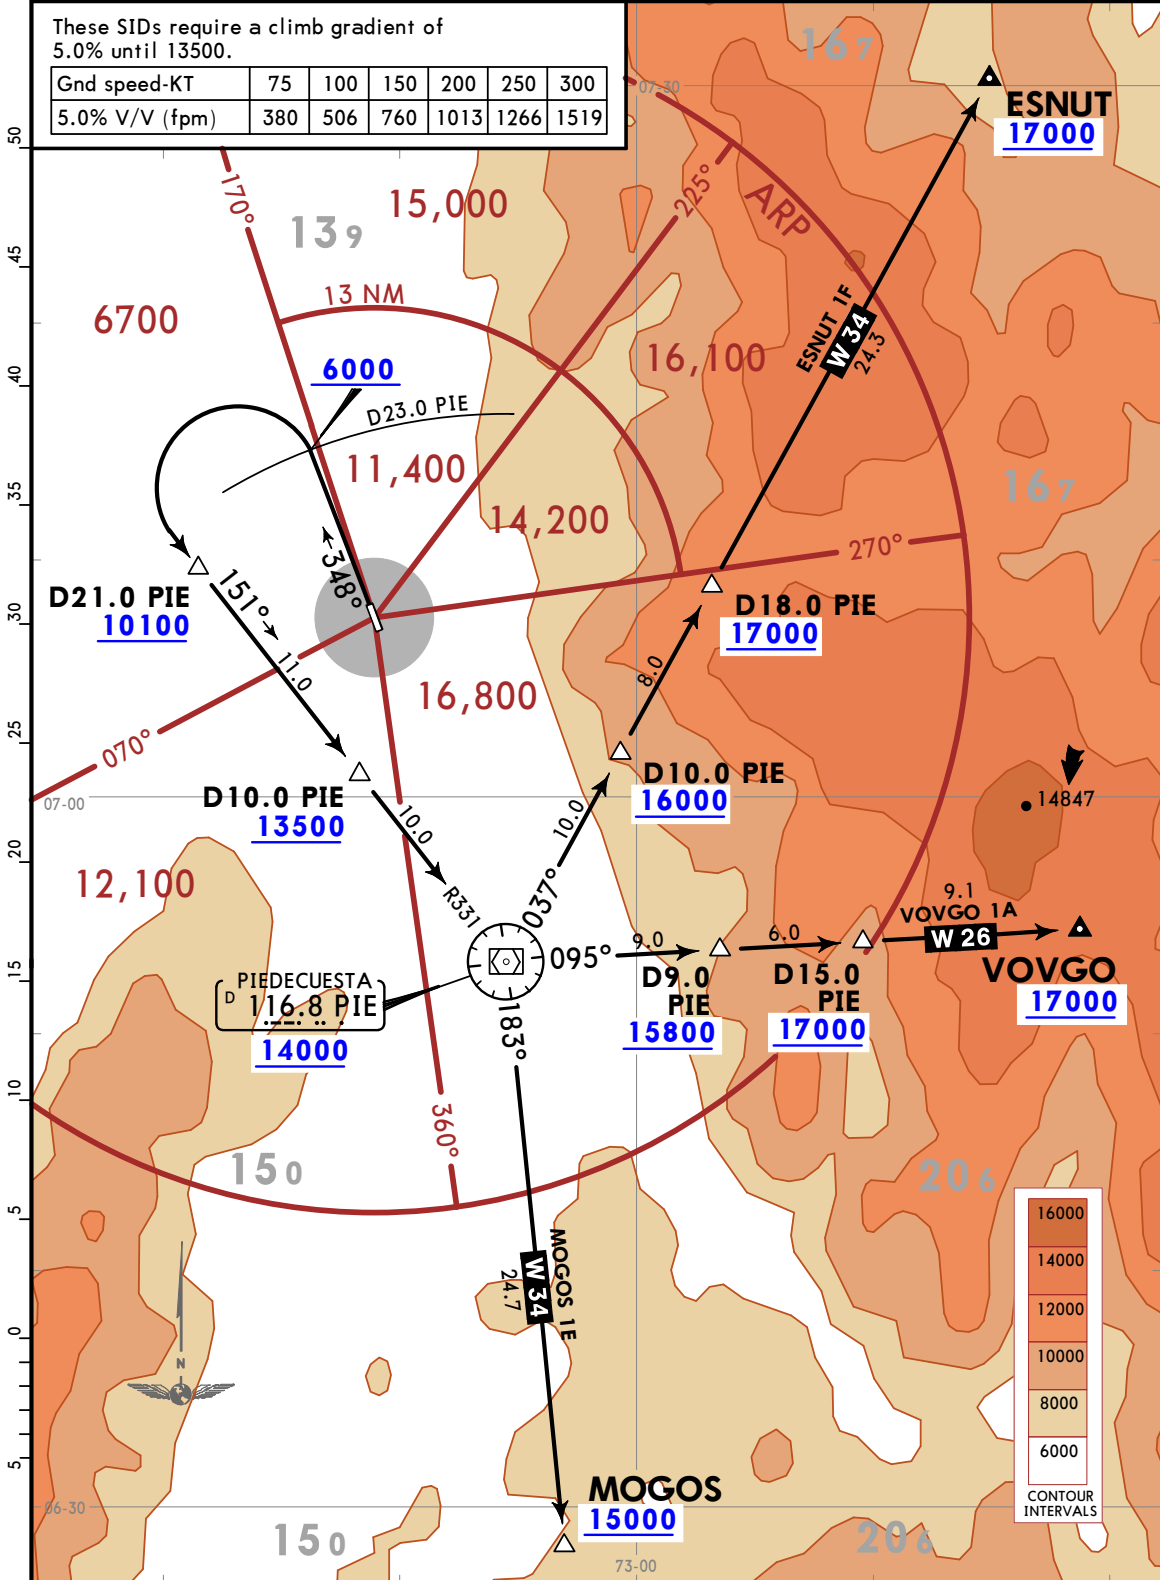 These SIDs require a climb gradient of
5.0% until 13500.
Gnd speed-KT 75 100 150 200 250 300
5.0% V/V (fpm) 380 506 760 1013 1266 1519
167
07-30
ESNUT
17000
50
170°
15,000
139
225°
ARP
45
13 NM
6700
ESNUT 1F
W 34
24.3
16,100
6000
40
D23.0 PIE
11,400
167
35
14,200
270°
348°
D21.0 PIE
10100
151°
D18.0 PIE
17000
30
11.0
8.0
16,800
070°
25
D10.0 PIE
13500
D10.0 PIE
16000
14847
07-00
10.0
10.0
20
12,100
R331
037°
9.1
VOVGO 1A
W 26
095°
9.0
6.0
15
VOVGO
17000
D9.0
PIE
15800
D15.0
PIE
17000
PIEDECUESTA
D 116.8 PIE
14000
183°
10
360°
150
206
5
16000
14000
12000
10000
8000
6000
CONTOUR
INTERVALS
MOGOS 1E
W 34
24.7
0
N
5
MOGOS
15000
06-30
150
206
73-00